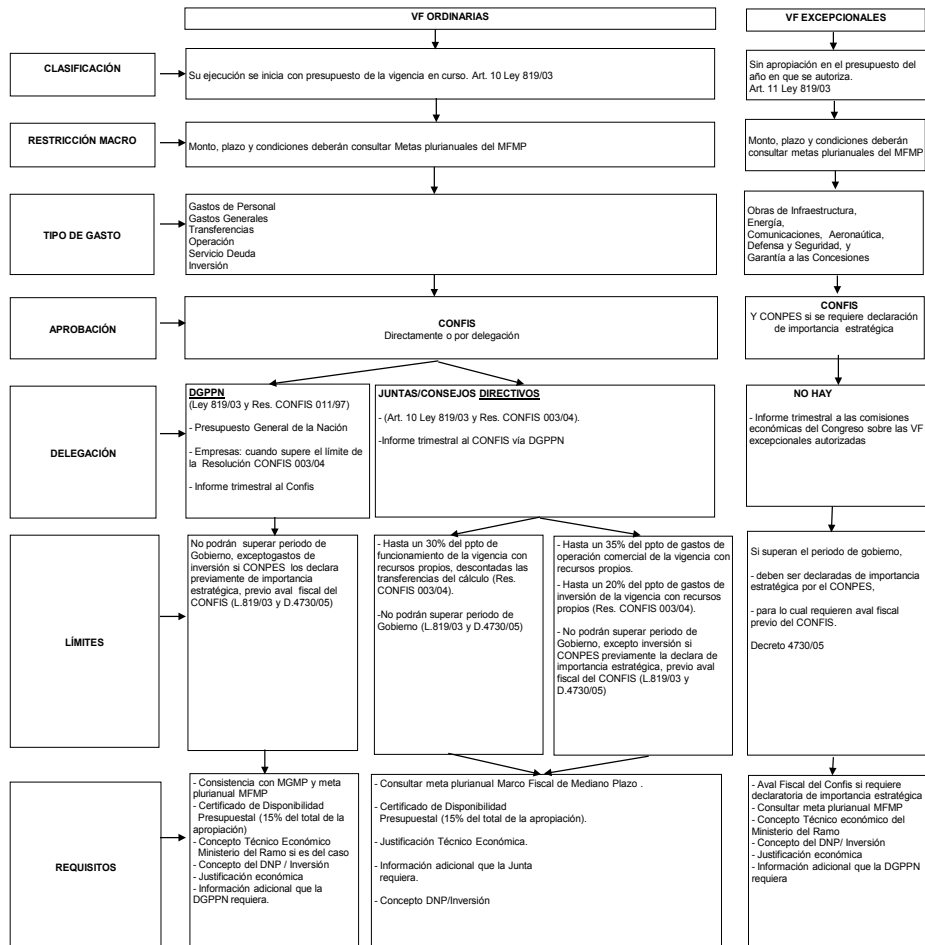 VF ORDINARIAS
VF EXCEPCIONALES
CLASIFICACIÓN
Su ejecución se inicia con presupuesto de la vigencia en curso. Art. 10 Ley 819/03
Sin apropiación en el presupuesto del
año en que se autoriza.
Art. 11 Ley 819/03
RESTRICCIÓN MACRO
Monto, plazo y condiciones deberán consultar Metas plurianuales del MFMP
Monto, plazo y condiciones deberán
consultar metas plurianuales del MFMP
TIPO DE GASTO
Gastos de Personal
Gastos Generales
Transferencias
Operación
Servicio Deuda
Inversión
Obras de Infraestructura,
Energía,
Comunicaciones, Aeronaútica,
Defensa y Seguridad, y
Garantía a las Concesiones
APROBACIÓN
CONFIS
Directamente o por delegación
CONFIS
Y CONPES si se requiere declaración
de importancia estratégica
DELEGACIÓN
DGPPN
(Ley 819/03 y Res. CONFIS 011/97)
- Presupuesto General de la
Nación
- Empresas: cuando supere el límite de
la Resolución CONFIS 003/04
- Informe trimestral al Confis
JUNTAS/CONSEJOS DIRECTIVOS
- (Art. 10 Ley 819/03 y Res. CONFIS 003/04).
-Informe trimestral al CONFIS vía DGPPN
NO HAY
- Informe trimestral a las comisiones
económicas del Congreso sobre las VF
excepcionales autorizadas
LÍMITES
No podrán superar periodo de
Gobierno, exceptogastos de
inversión si CONPES los declara
previamente de importancia
estratégica, previo aval fiscal del
CONFIS (L.819/03 y D.4730/05)
- Hasta un 30% del ppto de
funcionamiento de la vigencia con
recursos propios, descontadas las
transferencias del cálculo (Res.
CONFIS 003/04).
-No podrán superar periodo de
Gobierno (L.819/03 y D.4730/05)
- Hasta un 35% del ppto de gastos de
operación comercial de la vigencia con
recursos propios.
- Hasta un 20% del ppto de gastos de
inversión de la vigencia con recursos
propios (Res. CONFIS 003/04).
- No podrán superar periodo de
Gobierno, excepto inversión si
CONPES previamente la declara de
importancia estratégica, previo aval
fiscal del CONFIS (L.819/03 y
D.4730/05)
Si superan el periodo de gobierno,
- deben ser declaradas de importancia
estratégica por el CONPES,
- para lo cual requieren aval fiscal
previo del CONFIS.
Decreto 4730/05
REQUISITOS
- Consistencia con MGMP y meta
plurianual MFMP
- Certificado de Disponibilidad
Presupuestal (15% del total de la
apropiación)
- Concepto Técnico Económico
Ministerio del Ramo si es del caso
- Concepto del DNP / Inversión
- Justificación económica
- Información adicional que la
DGPPN requiera.
- Consultar meta plurianual Marco Fiscal de Mediano Plazo .
- Certificado de Disponibilidad
Presupuestal (15% del total de la apropiación).
- Justificación Técnico Económica.
- Información adicional que la Junta
requiera.
- Concepto DNP/Inversión
- Aval Fiscal del Confis si requiere
declaratoria de importancia estratégica
- Consultar meta plurianual MFMP
- Concepto Técnico económico del
Ministerio del Ramo
- Concepto del DNP/ Inversión
- Justificación económica
- Información adicional que la DGPPN
requiera